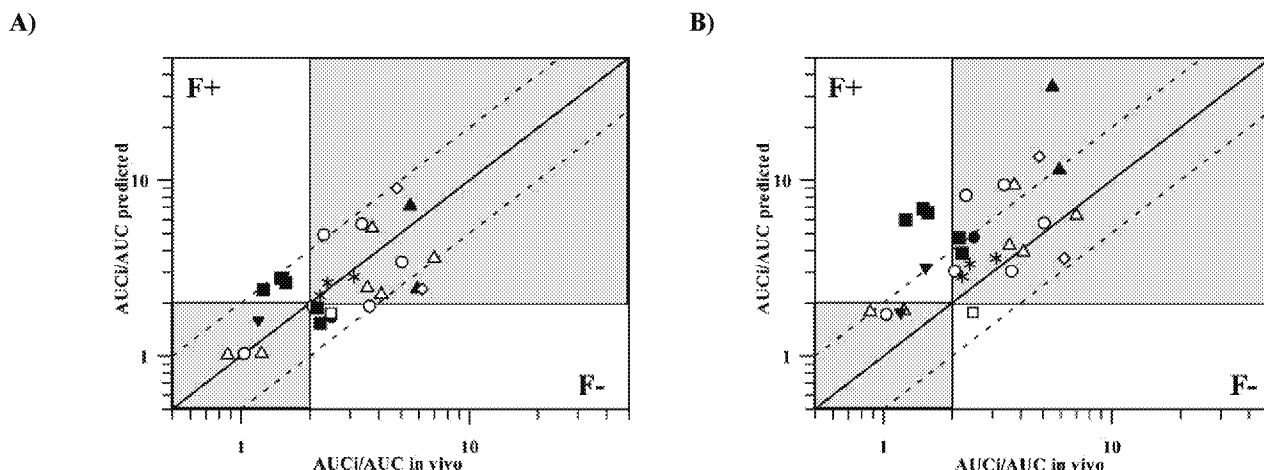 A)
F+
AUCi/AUC predicted
10
1
F-
1
10
AUCi/AUC in vivo
B)
F+
AUCi/AUC predicted
10
1
F-
1
10
AUCi/AUC in vivo